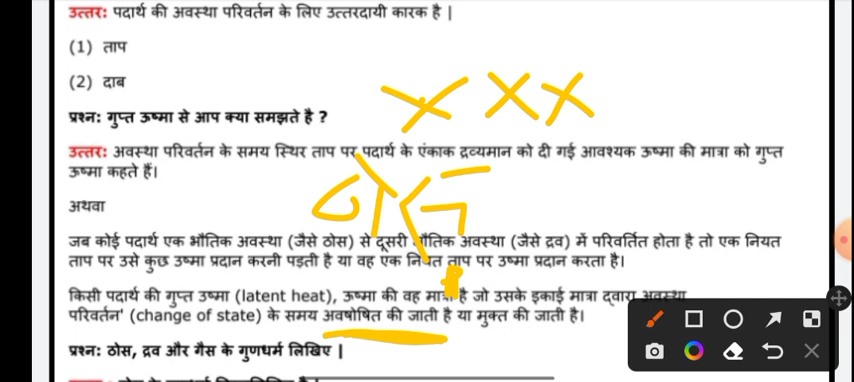 उत्तर: पदार्थ की अवस्था परिवर्तन के लिए उत्तरदायी कारक है |
(1) ताप
(2) दाब
प्रश्न: गुप्त ऊष्मा से आप क्या समझते है ?
उत्तर: अवस्था परिवर्तन के समय स्थिर ताप पर पदार्थ के एंकाक द्रव्यमान को दी गई आवश्यक ऊष्मा की मात्रा को गुप्त
ऊष्मा कहते हैं।
अथवा
जब कोई पदार्थ एक भौतिक अवस्था (जैसे ठोस) से दूसरी भौतिक अवस्था (जैसे द्रव) में परिवर्तित होता है तो एक नियत
ताप पर उसे कुछ उष्मा प्रदान करनी पड़ती है या वह एक नियत ताप पर उष्मा प्रदान करता है।
किसी पदार्थ की गुप्त उष्मा (latent heat), ऊष्मा की वह मात्रा है जो उसके इकाई मात्रा द्वारा अवस्था
परिवर्तन' (change of state) के समय अवषोषित की जाती है या मुक्त की जाती है।
प्रश्न: ठोस, द्रव और गैस के गुणधर्म लिखिए |